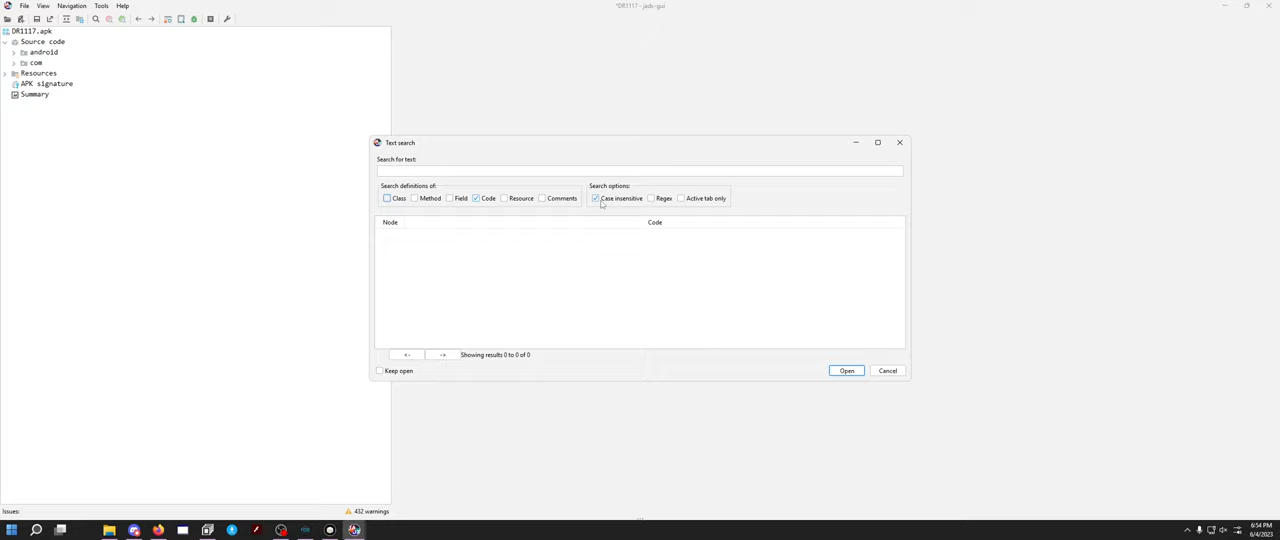 File View Navigation Tools Help
*DR1117 - jadx-gui
DR1117.apk
Source code
android
com
Resources
APK signature
Summary
Text search
Search for text:
Search definitions of:
Search options:
Class Method Field Code Resource Comments
Case insensitive Regex Active tab only
Node Code
<- -> Showing results 0 to 0 of 0
Keep open
Open Cancel
Issues: 432 warnings
6:54 PM
6/4/2023